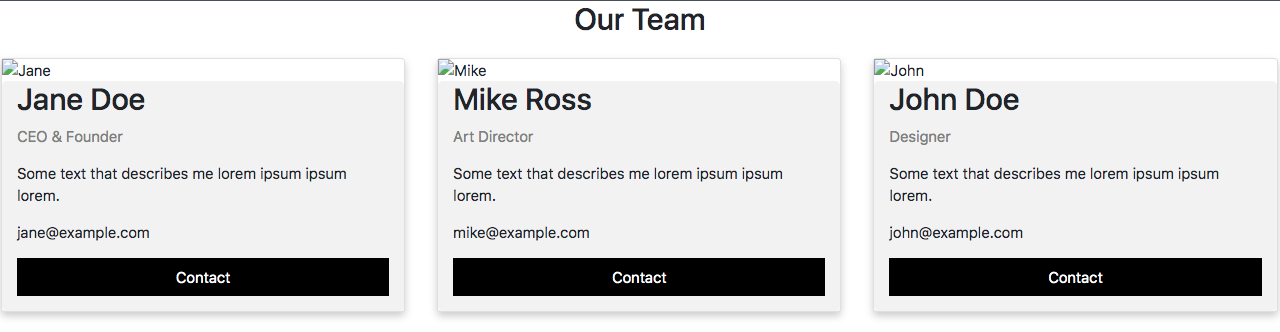 Our Team
Jane
Jane Doe
CEO & Founder
Some text that describes me lorem ipsum ipsum
lorem.
jane@example.com
Contact
Mike
Mike Ross
Art Director
Some text that describes me lorem ipsum ipsum
lorem.
mike@example.com
Contact
John
John Doe
Designer
Some text that describes me lorem ipsum ipsum
lorem.
john@example.com
Contact